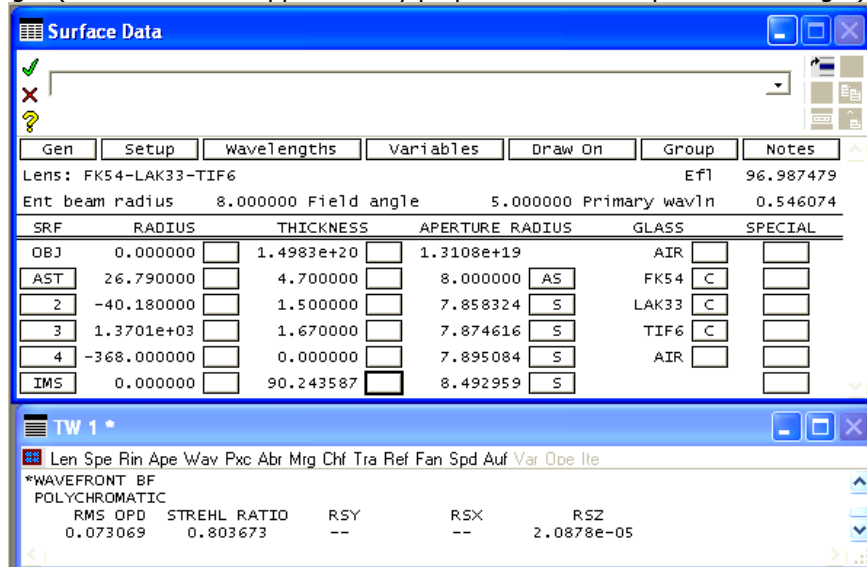 Surface Data
Gen Setup Wavelengths Variables Draw On Group Notes
Lens: FK54-LAK33-TIF6 Efl 96.987479
Ent beam radius 8.000000 Field angle 5.000000 Primary wavln 0.546074
SRF RADIUS THICKNESS APERTURE RADIUS GLASS SPECIAL
OBJ 0.000000 1.4983e+20 1.3108e+19 AIR
AST 26.790000 4.700000 8.000000 AS FK54 C
2 -40.180000 1.500000 7.858324 S LAK33 C
3 1.3701e+03 1.670000 7.874616 S TIF6 C
4 -368.000000 0.000000 7.895084 S AIR
IMS 0.000000 90.243587 8.492959 S
TW 1 *
Len Spe Rin Ape Wav Pxc Abr Mrg Chf Tra Ref Fan Spd Auf Var Ope Ite
*WAVEFRONT BF
POLYCHROMATIC
RMS OPD STREHL RATIO RSY RSX RSZ
0.073069 0.803673 -- -- 2.0878e-05